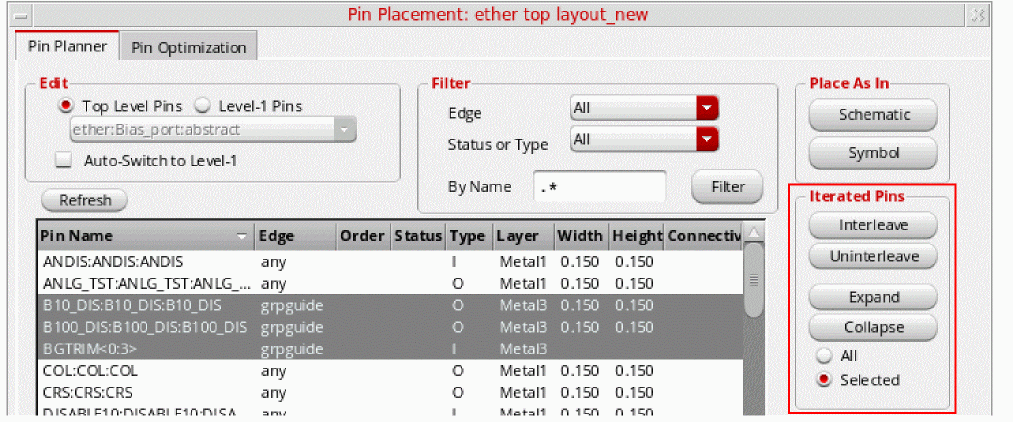 Pin Placement: ether top layout_new
Pin Planner Pin Optimization
Edit
Top Level Pins Level-1 Pins
ether:Bias_port:abstract
Auto-Switch to Level-1
Refresh
Filter
Edge All
Status or Type All
By Name .* Filter
Place As In
Schematic
Symbol
Iterated Pins
Interleave
Uninterleave
Expand
Collapse
All
Selected
Pin Name Edge Order Status Type Layer Width Height Connectiv
ANDIS:ANDIS:ANDIS any I Metal1 0.150 0.150
ANLG_TST:ANLG_TST:ANLG_... any O Metal1 0.150 0.150
B10_DIS:B10_DIS:B10_DIS grpguide O Metal3 0.150 0.150
B100_DIS:B100_DIS:B100_DIS grpguide O Metal3 0.150 0.150
BGTRIM<0:3> grpguide I Metal3
COL:COL:COL any O Metal1 0.150 0.150
CRS:CRS:CRS any O Metal1 0.150 0.150
DISABLE10:DISABLE10:DISA any I Metal1 0.150 0.150